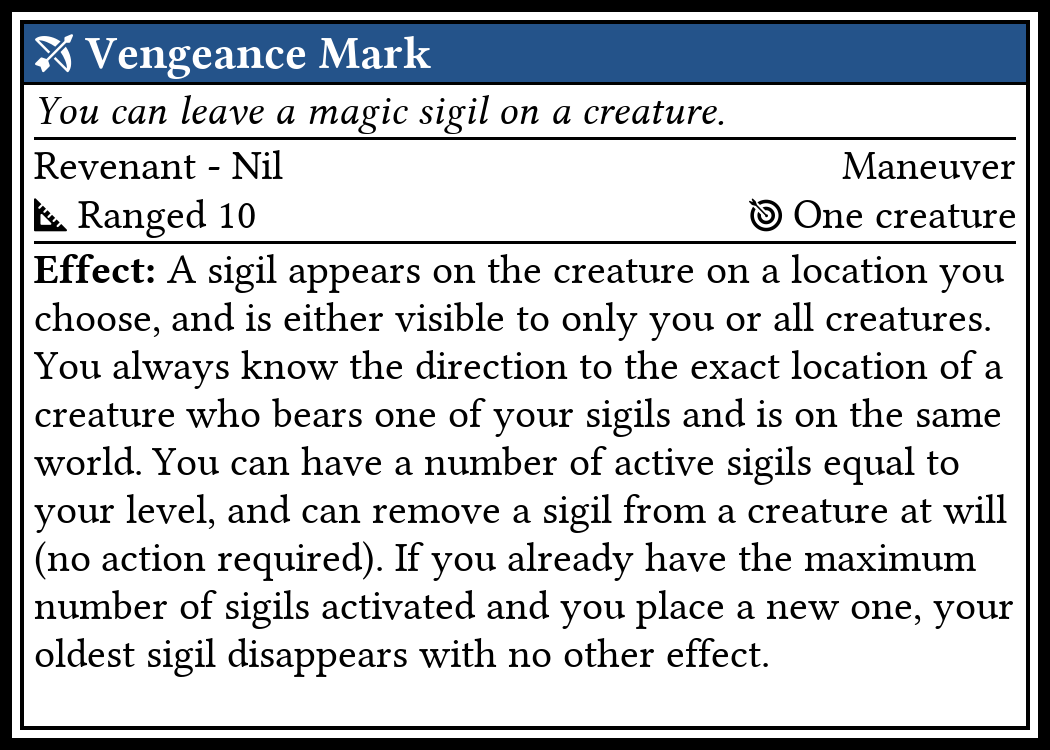 Vengeance Mark
You can leave a magic sigil on a creature.
Revenant - Nil Maneuver
Ranged 10 One creature
Effect: A sigil appears on the creature on a location you
choose, and is either visible to only you or all creatures.
You always know the direction to the exact location of a
creature who bears one of your sigils and is on the same
world. You can have a number of active sigils equal to
your level, and can remove a sigil from a creature at will
(no action required). If you already have the maximum
number of sigils activated and you place a new one, your
oldest sigil disappears with no other effect.